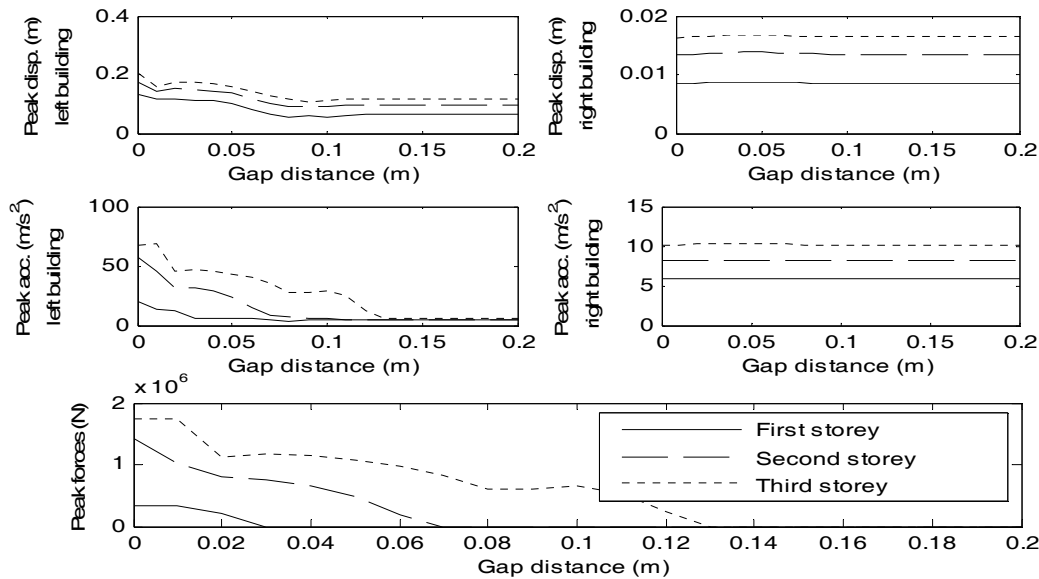 Peak disp. (m)
left building
0.4
0.2
0
0 0.05 0.1 0.15 0.2
Gap distance (m)
Peak disp. (m)
right building
0.02
0.01
0
0 0.05 0.1 0.15 0.2
Gap distance (m)
Peak acc. (m/s²)
left building
100
50
0
0 0.05 0.1 0.15 0.2
Gap distance (m)
Peak acc. (m/s²)
right building
15
10
5
0
0 0.05 0.1 0.15 0.2
Gap distance (m)
x 10⁶
Peak forces (N)
2
1
0
0 0.02 0.04 0.06 0.08 0.1 0.12 0.14 0.16 0.18 0.2
Gap distance (m)
First storey
Second storey
Third storey